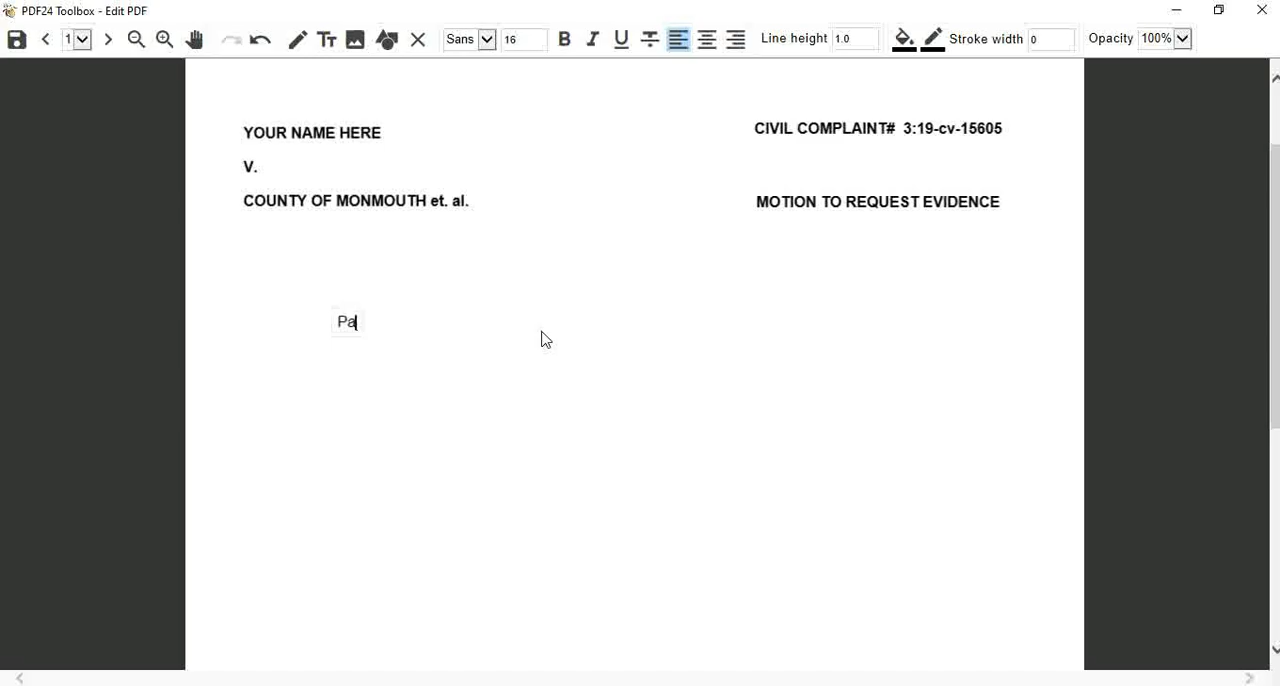 PDF24 Toolbox - Edit PDF
1 Sans 16 B I U Line height 1.0 Stroke width 0 Opacity 100%
YOUR NAME HERE
CIVIL COMPLAINT# 3:19-cv-15605
V.
COUNTY OF MONMOUTH et. al.
MOTION TO REQUEST EVIDENCE
Pa